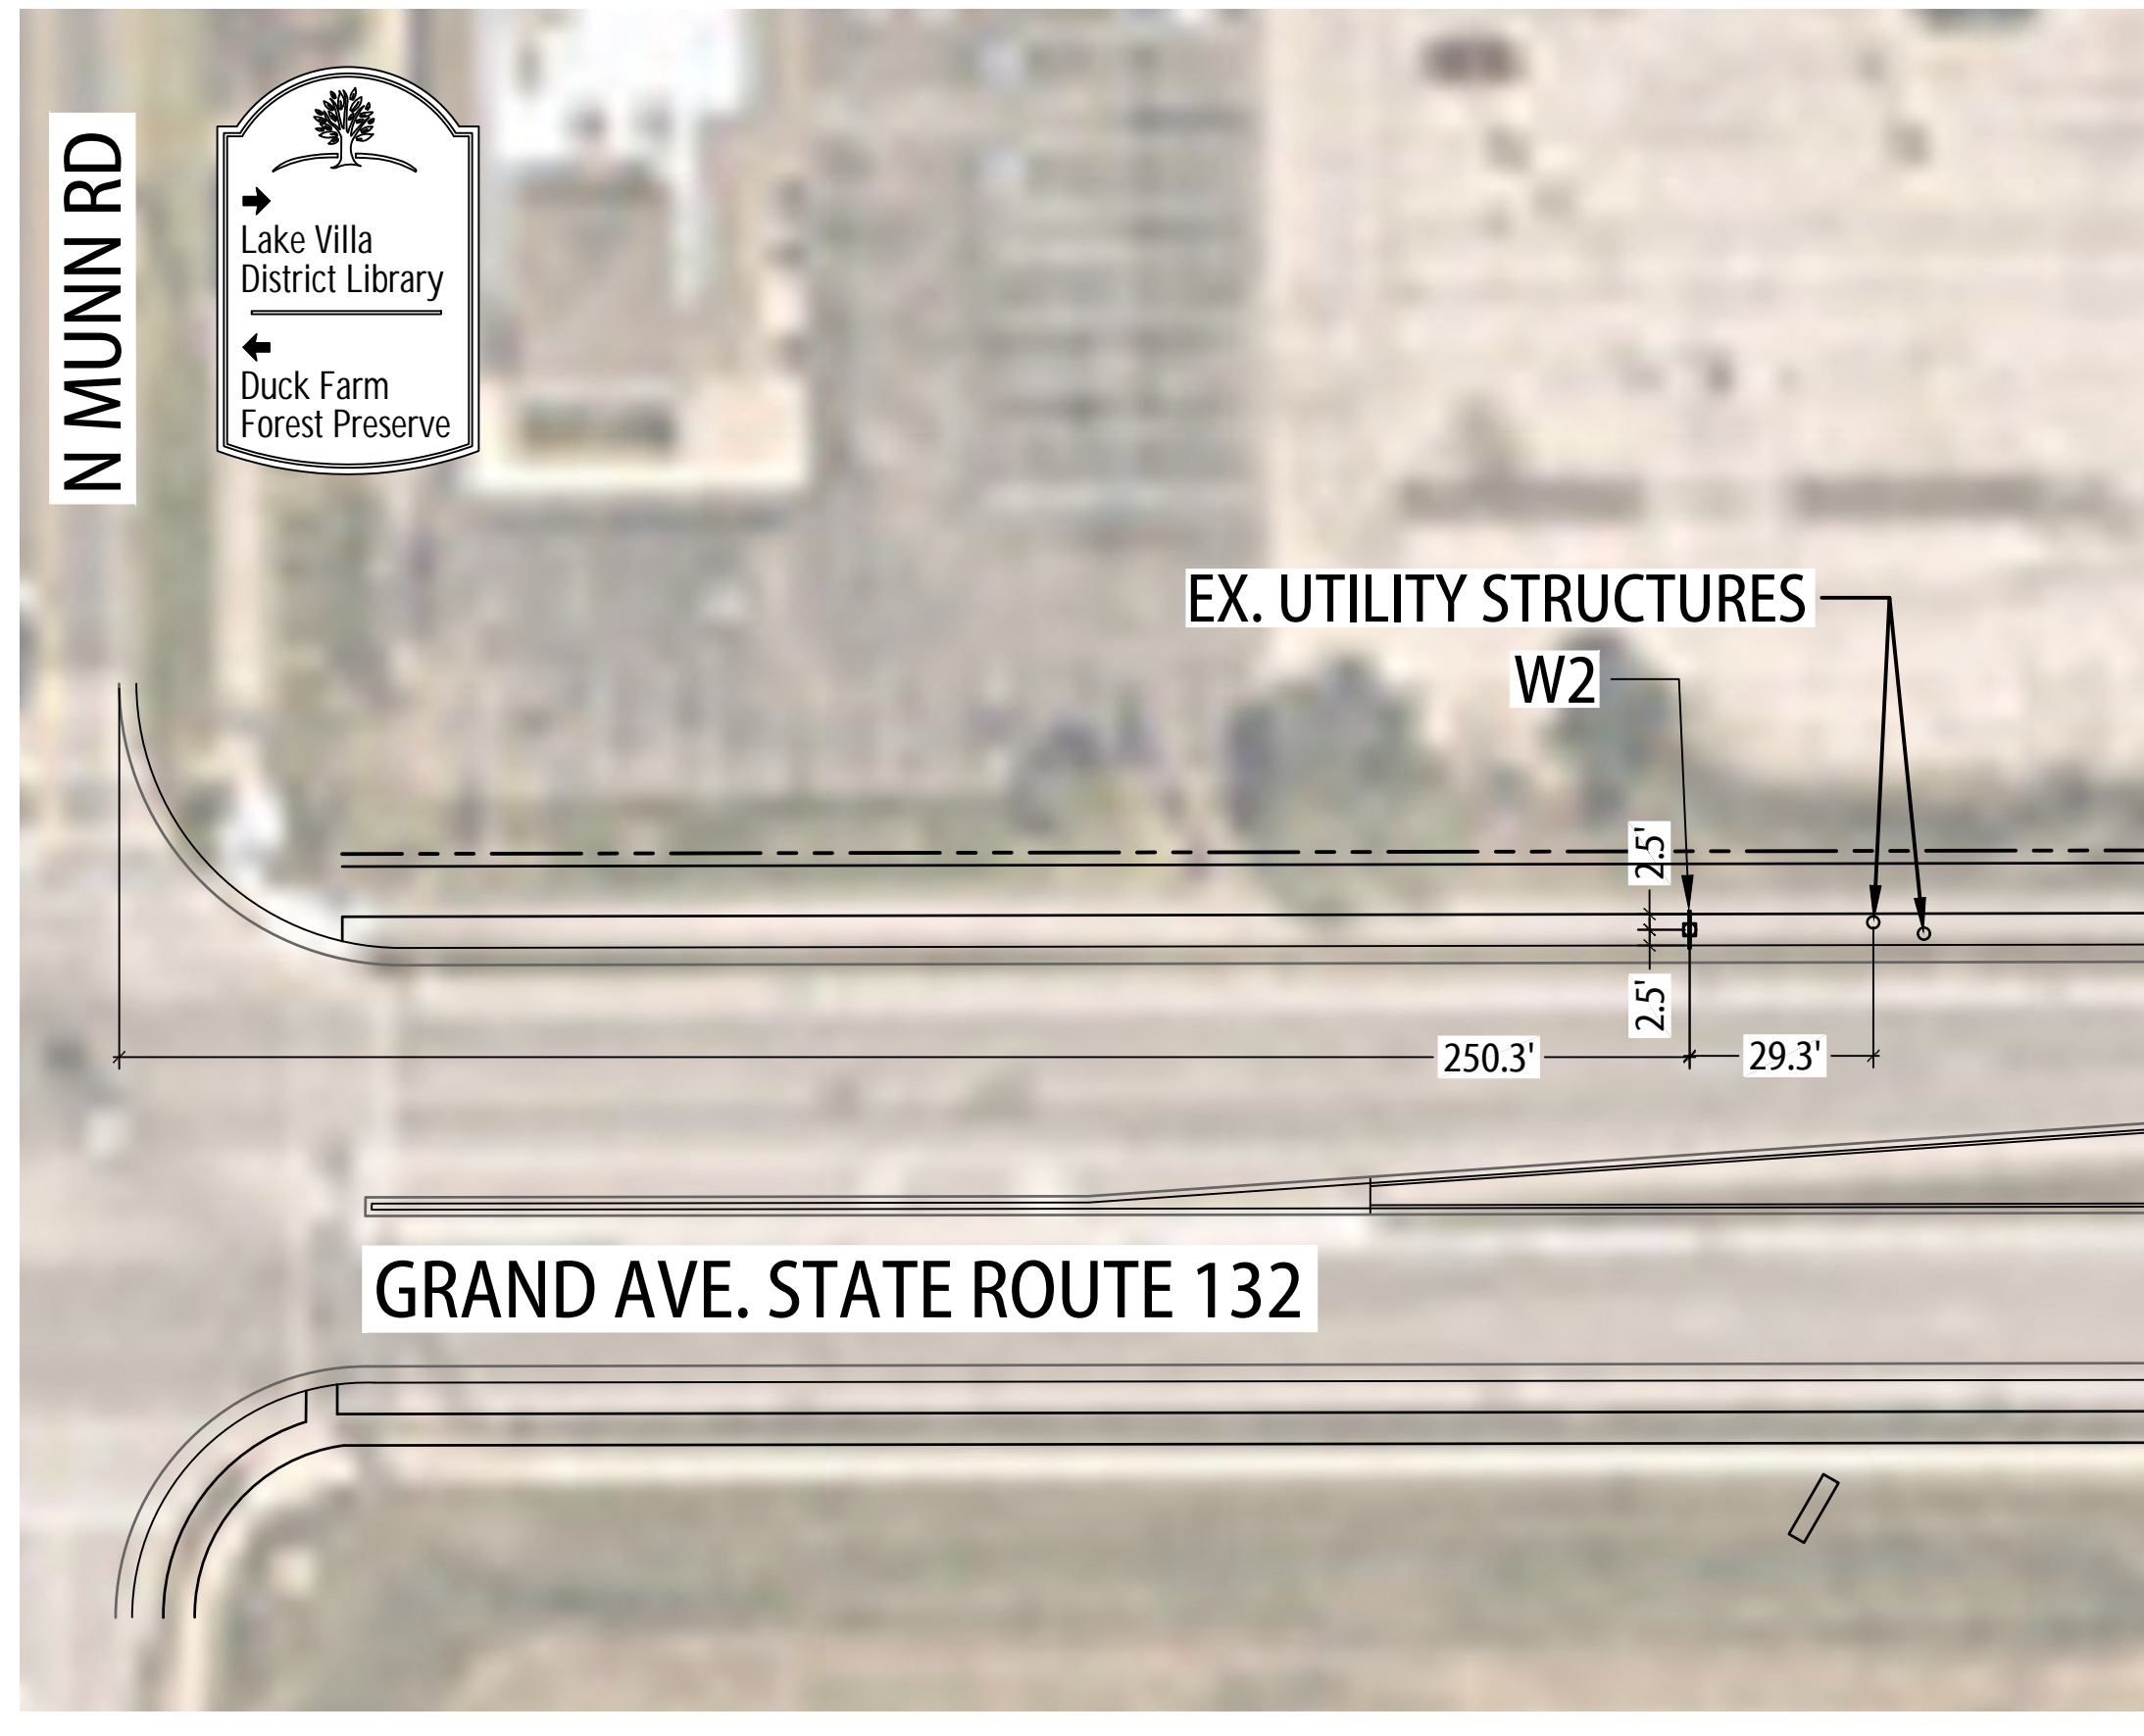 N MUNN RD
Lake Villa
District Library
Duck Farm
Forest Preserve
EX. UTILITY STRUCTURES
W2
2.5'
2.5'
250.3'
29.3'
GRAND AVE. STATE ROUTE 132